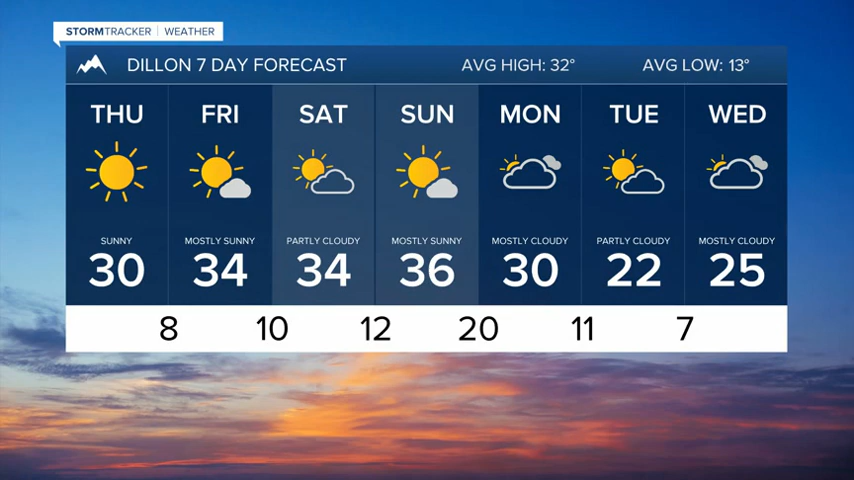 STORMTRACKER | WEATHER
DILLON 7 DAY FORECAST AVG HIGH: 32° AVG LOW: 13°
THU FRI SAT SUN MON TUE WED
SUNNY MOSTLY SUNNY PARTLY CLOUDY MOSTLY SUNNY MOSTLY CLOUDY PARTLY CLOUDY MOSTLY CLOUDY
30 34 34 36 30 22 25
8 10 12 20 11 7